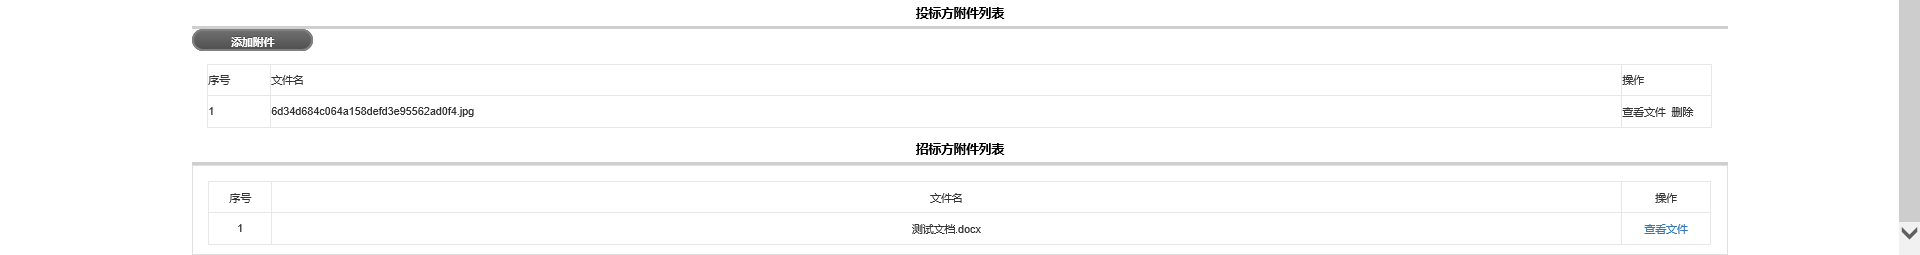 投标方附件列表
添加附件
序号 文件名 操作
1 6d34d684c064a158defd3e95562ad0f4.jpg 查看文件 删除
招标方附件列表
序号 文件名 操作
1 测试文档.docx 查看文件